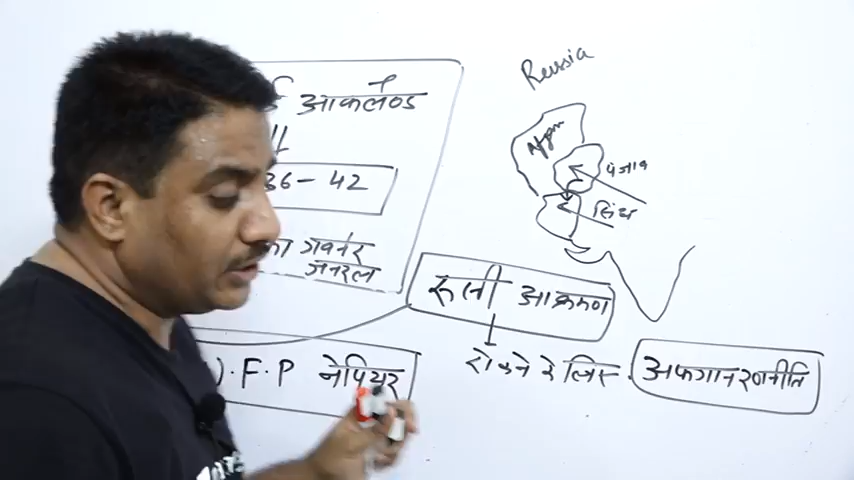 आकलैण्ड
36 - 42
का गवर्नर
जनरल
F.P नेपियर
Russia
Afgan
पंजाब
सिंध
रूसी आक्रमण
रोकने के लिए
अफगान रणनीति